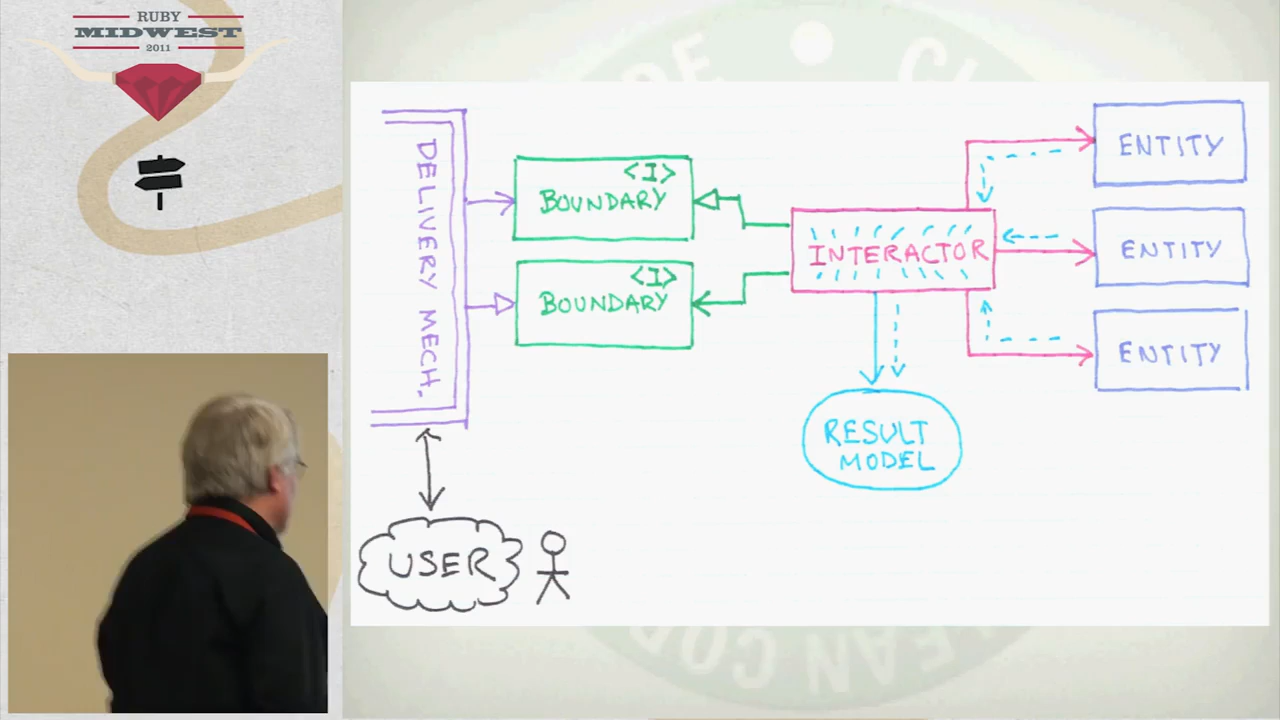 RUBY
MIDWEST
2011
DELIVERY MECH.
<I>
BOUNDARY
<I>
BOUNDARY
INTERACTOR
ENTITY
ENTITY
ENTITY
RESULT
MODEL
USER